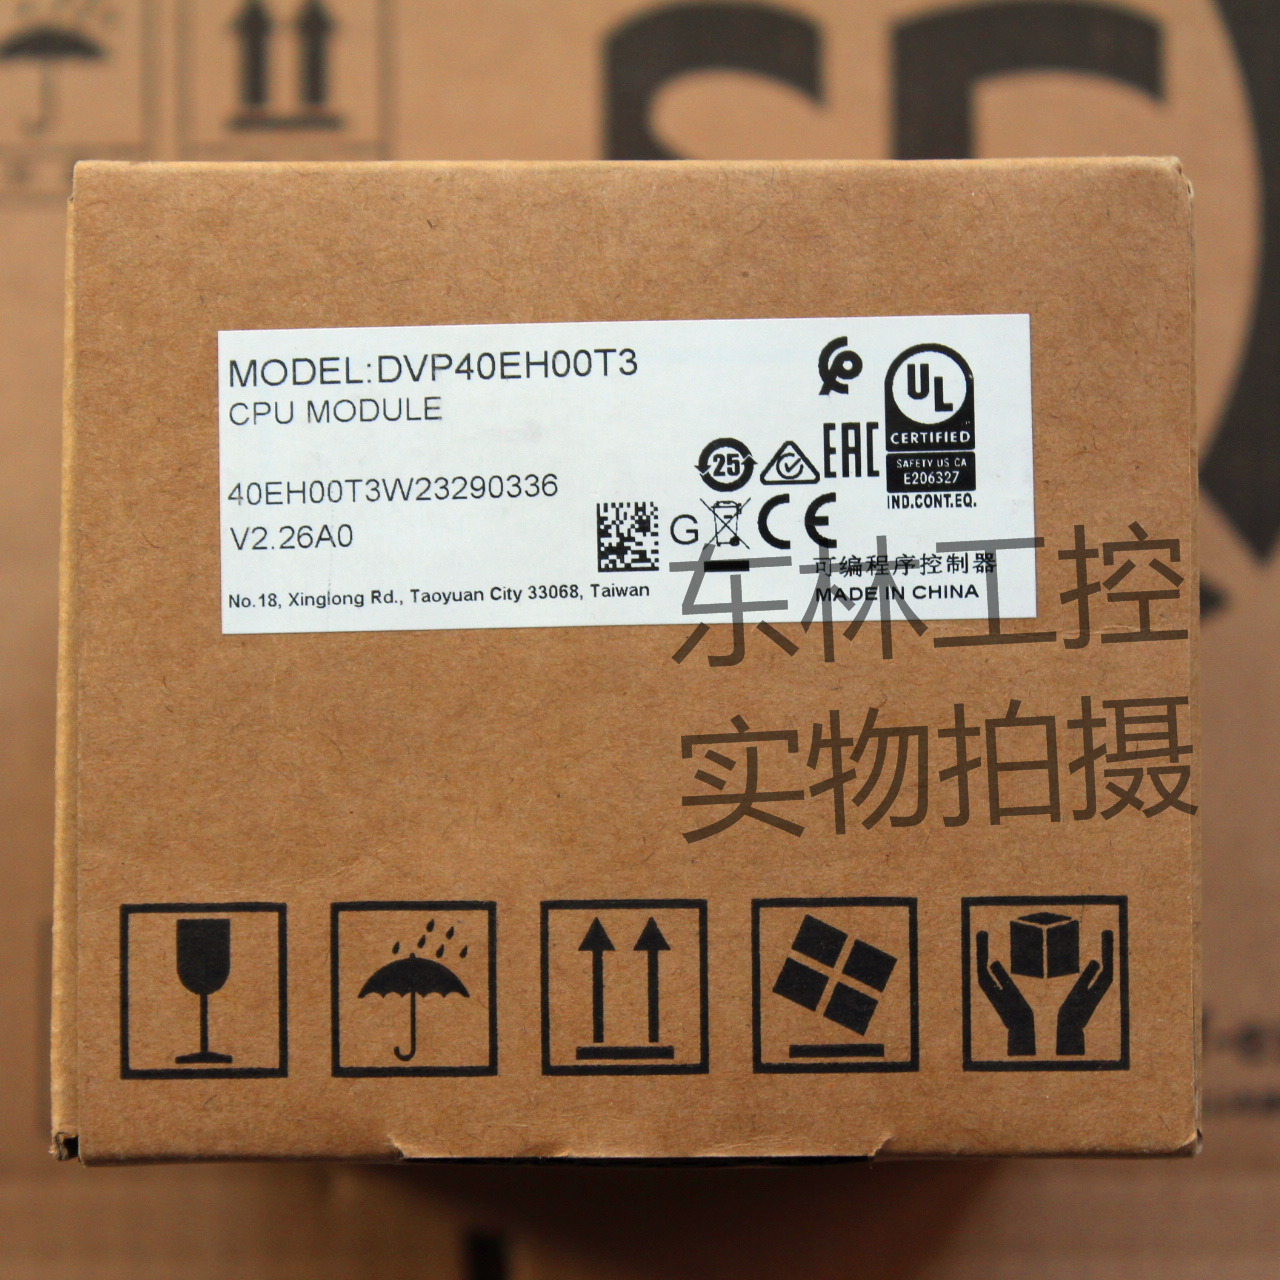 MODEL:DVP40EH00T3
CPU MODULE
40EH00T3W23290336
V2.26A0
No.18, Xinglong Rd., Taoyuan City 33068, Taiwan
25
EAC
UL
CERTIFIED
SAFETY US CA
E206327
IND.CONT.EQ.
G
CE
可编程序控制器
MADE IN CHINA
东林工控
实物拍摄